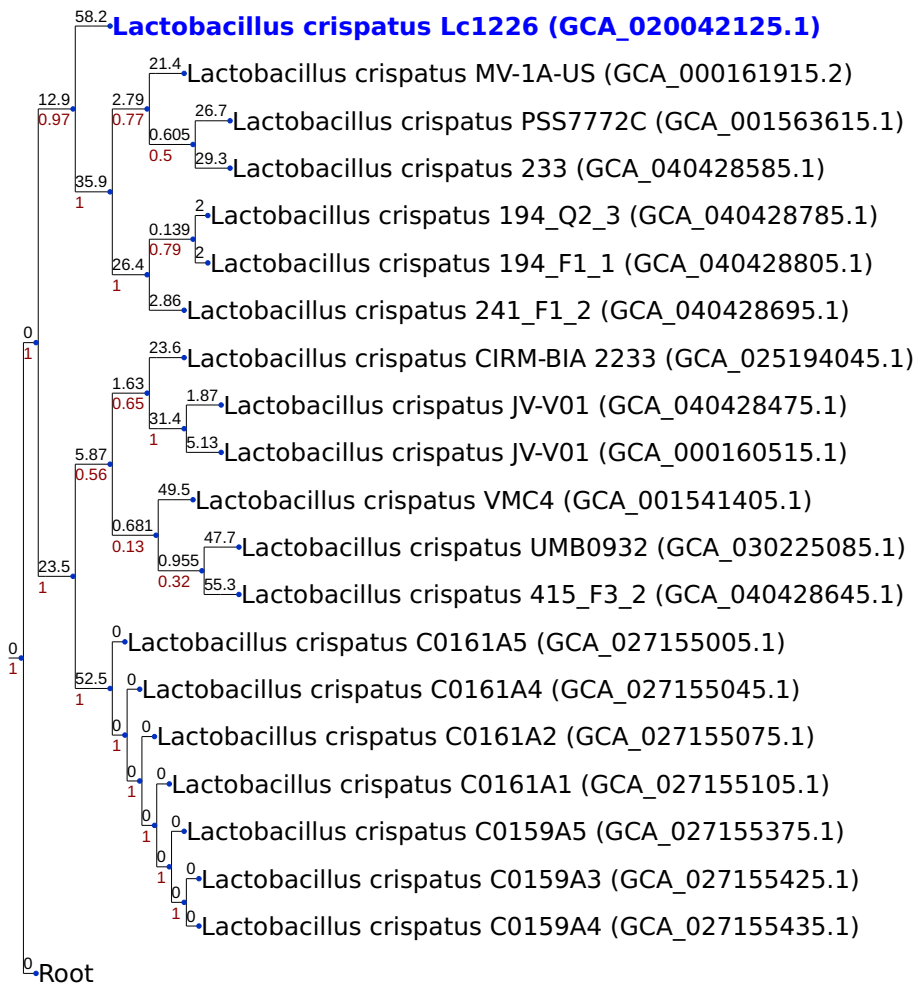 58.2
Lactobacillus crispatus Lc1226 (GCA_020042125.1)
21.4
Lactobacillus crispatus MV-1A-US (GCA_000161915.2)
12.9
0.97
2.79
0.77
26.7
Lactobacillus crispatus PSS7772C (GCA_001563615.1)
0.605
0.5
29.3
Lactobacillus crispatus 233 (GCA_040428585.1)
35.9
1
2
Lactobacillus crispatus 194_Q2_3 (GCA_040428785.1)
0.139
0.79
2
Lactobacillus crispatus 194_F1_1 (GCA_040428805.1)
26.4
1
2.86
Lactobacillus crispatus 241_F1_2 (GCA_040428695.1)
0
1
23.6
Lactobacillus crispatus CIRM-BIA 2233 (GCA_025194045.1)
1.63
0.65
1.87
Lactobacillus crispatus JV-V01 (GCA_040428475.1)
31.4
1
5.13
Lactobacillus crispatus JV-V01 (GCA_000160515.1)
5.87
0.56
49.5
Lactobacillus crispatus VMC4 (GCA_001541405.1)
0.681
0.13
47.7
Lactobacillus crispatus UMB0932 (GCA_030225085.1)
0.955
0.32
55.3
Lactobacillus crispatus 415_F3_2 (GCA_040428645.1)
23.5
1
0
Lactobacillus crispatus C0161A5 (GCA_027155005.1)
0
1
52.5
1
0
Lactobacillus crispatus C0161A4 (GCA_027155045.1)
0
1
0
Lactobacillus crispatus C0161A2 (GCA_027155075.1)
0
1
0
Lactobacillus crispatus C0161A1 (GCA_027155105.1)
0
1
0
Lactobacillus crispatus C0159A5 (GCA_027155375.1)
0
1
0
Lactobacillus crispatus C0159A3 (GCA_027155425.1)
0
1
0
Lactobacillus crispatus C0159A4 (GCA_027155435.1)
0
Root